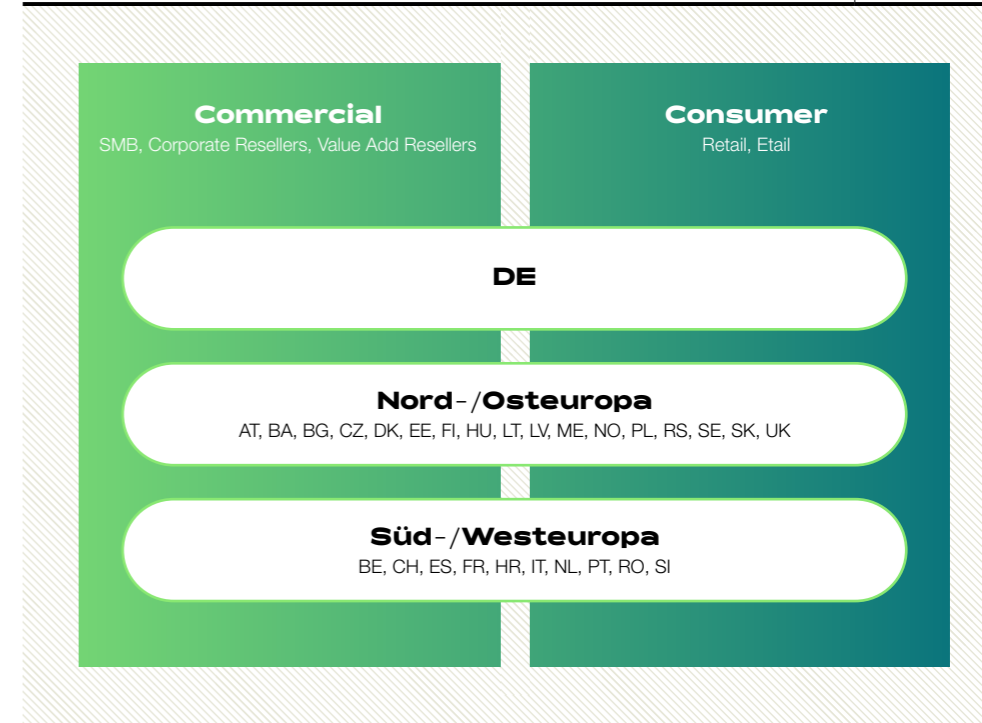 Commercial
SMB, Corporate Resellers, Value Add Resellers
Consumer
Retail, Etail
DE
Nord-/Osteuropa
AT, BA, BG, CZ, DK, EE, FI, HU, LT, LV, ME, NO, PL, RS, SE, SK, UK
Süd-/Westeuropa
BE, CH, ES, FR, HR, IT, NL, PT, RO, SI